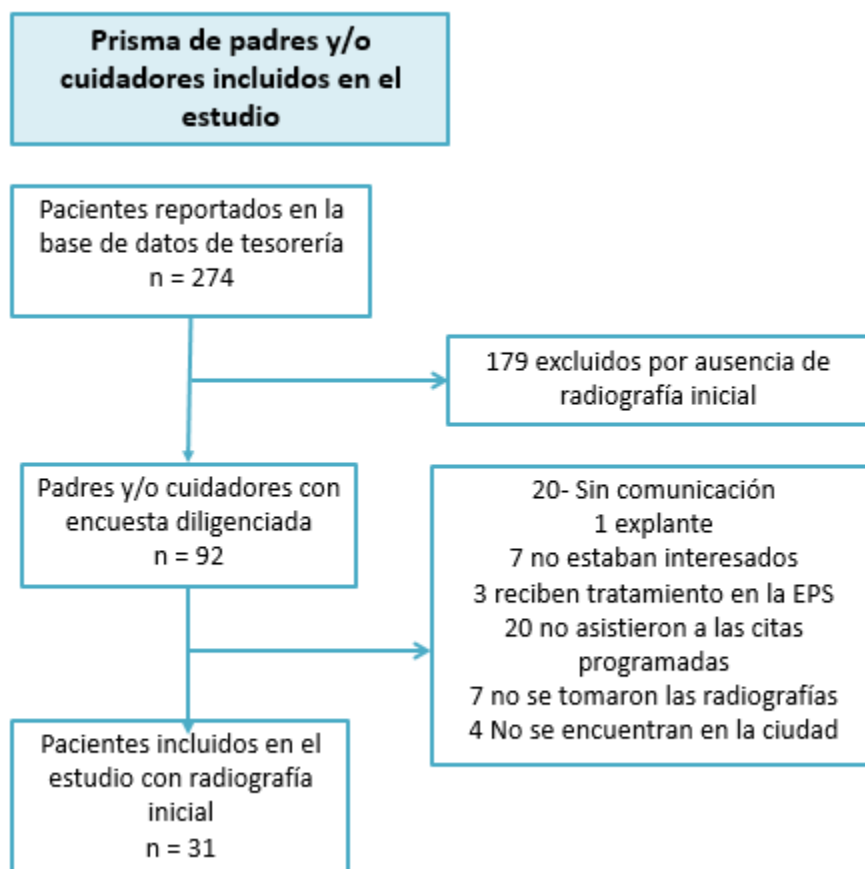 Prisma de padres y/o
cuidadores incluidos en el
estudio
Pacientes reportados en la
base de datos de tesorería
n = 274
179 excluidos por ausencia de
radiografía inicial
Padres y/o cuidadores con
encuesta diligenciada
n = 92
20- Sin comunicación
1 explante
7 no estaban interesados
3 reciben tratamiento en la EPS
20 no asistieron a las citas
programadas
7 no se tomaron las radiografías
4 No se encuentran en la ciudad
Pacientes incluidos en el
estudio con radiografía
inicial
n = 31